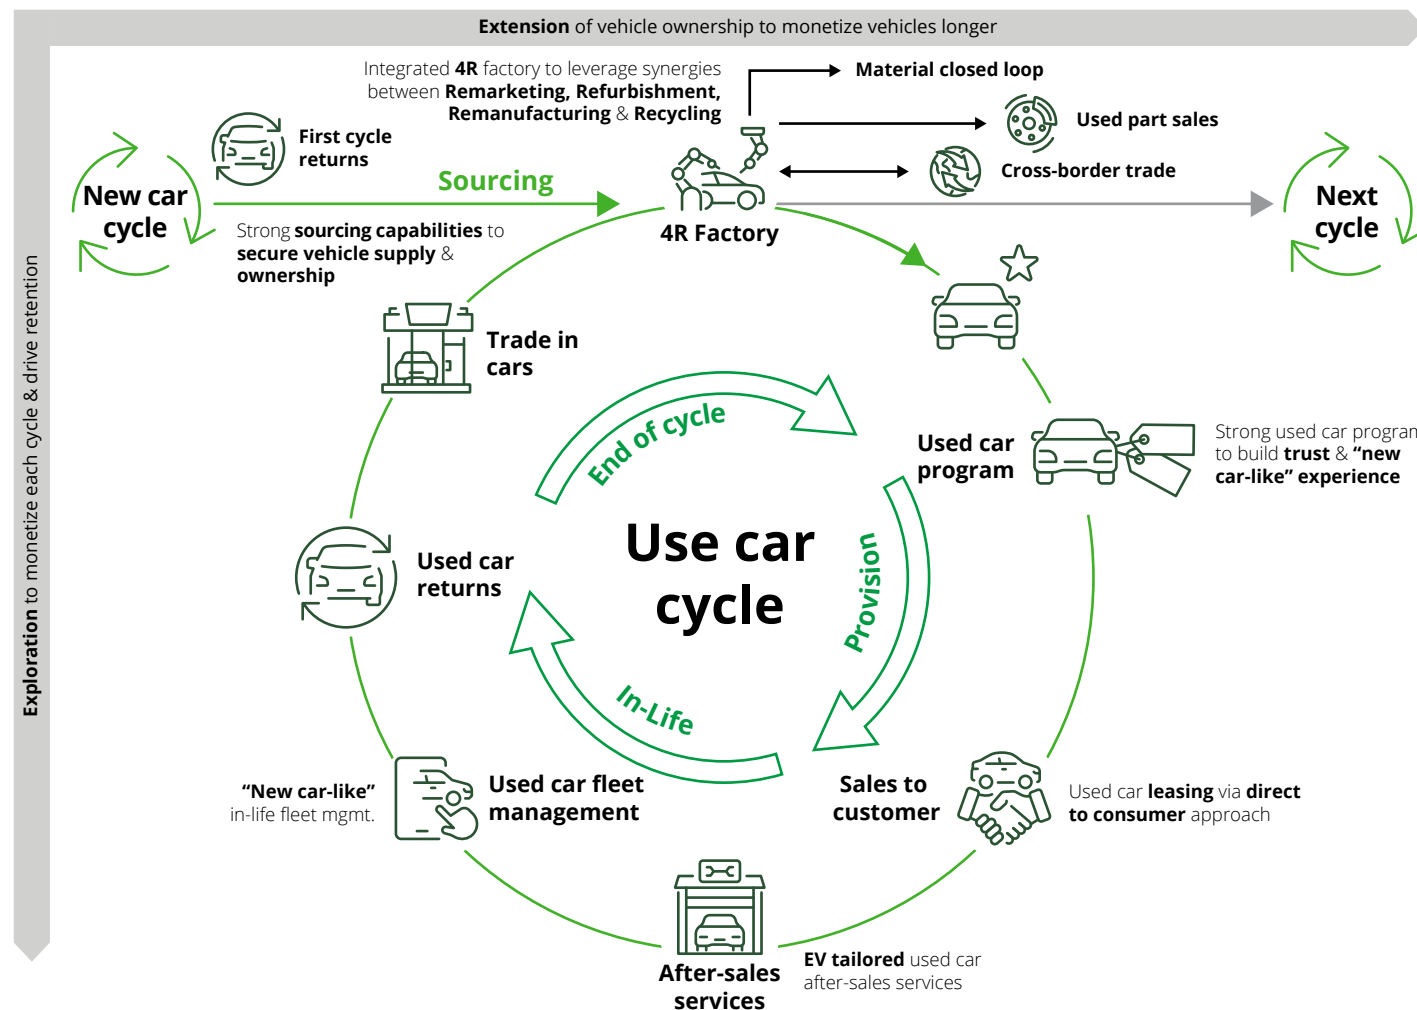 Extension of vehicle ownership to monetize vehicles longer
Exploration to monetize each cycle & drive retention
Integrated 4R factory to leverage synergies
between Remarketing, Refurbishment,
Remanufacturing & Recycling
Material closed loop
Used part sales
Cross-border trade
First cycle
returns
New car
cycle
Sourcing
Strong sourcing capabilities to
secure vehicle supply &
ownership
4R Factory
Next
cycle
Trade in
cars
Used car
program
Strong used car program
to build trust & “new
car-like” experience
End of cycle
Use car
cycle
Provision
In-Life
Used car
returns
“New car-like”
in-life fleet mgmt.
Used car fleet
management
Sales to
customer
Used car leasing via direct
to consumer approach
After-sales
services
EV tailored used car
after-sales services